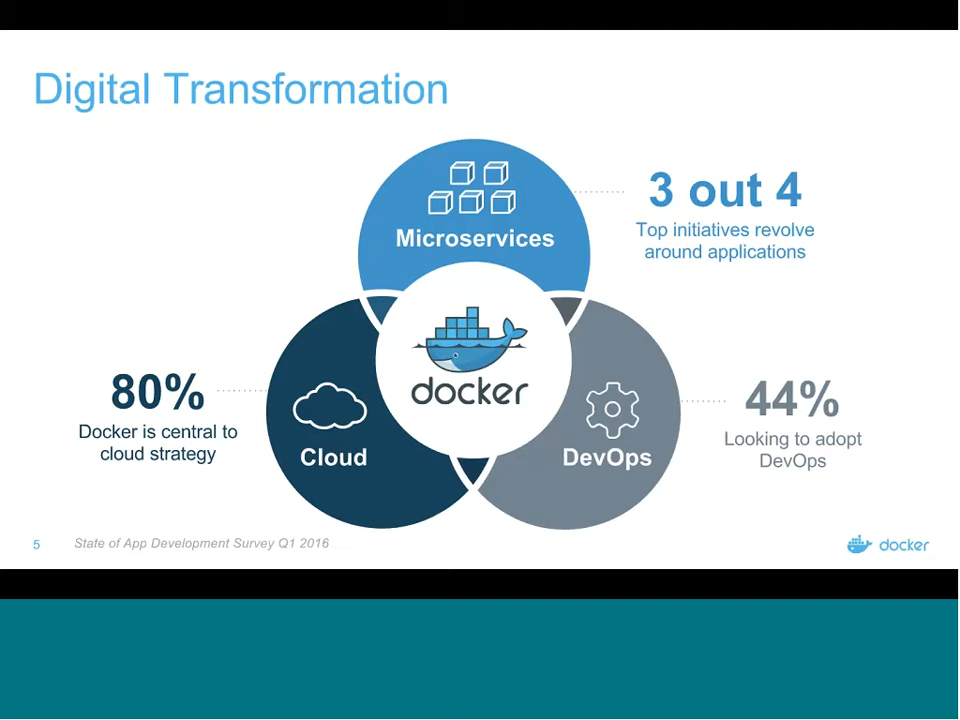 Digital Transformation
Microservices
3 out 4
Top initiatives revolve
around applications
docker
80%
Docker is central to
cloud strategy
Cloud
DevOps
44%
Looking to adopt
DevOps
5
State of App Development Survey Q1 2016
docker